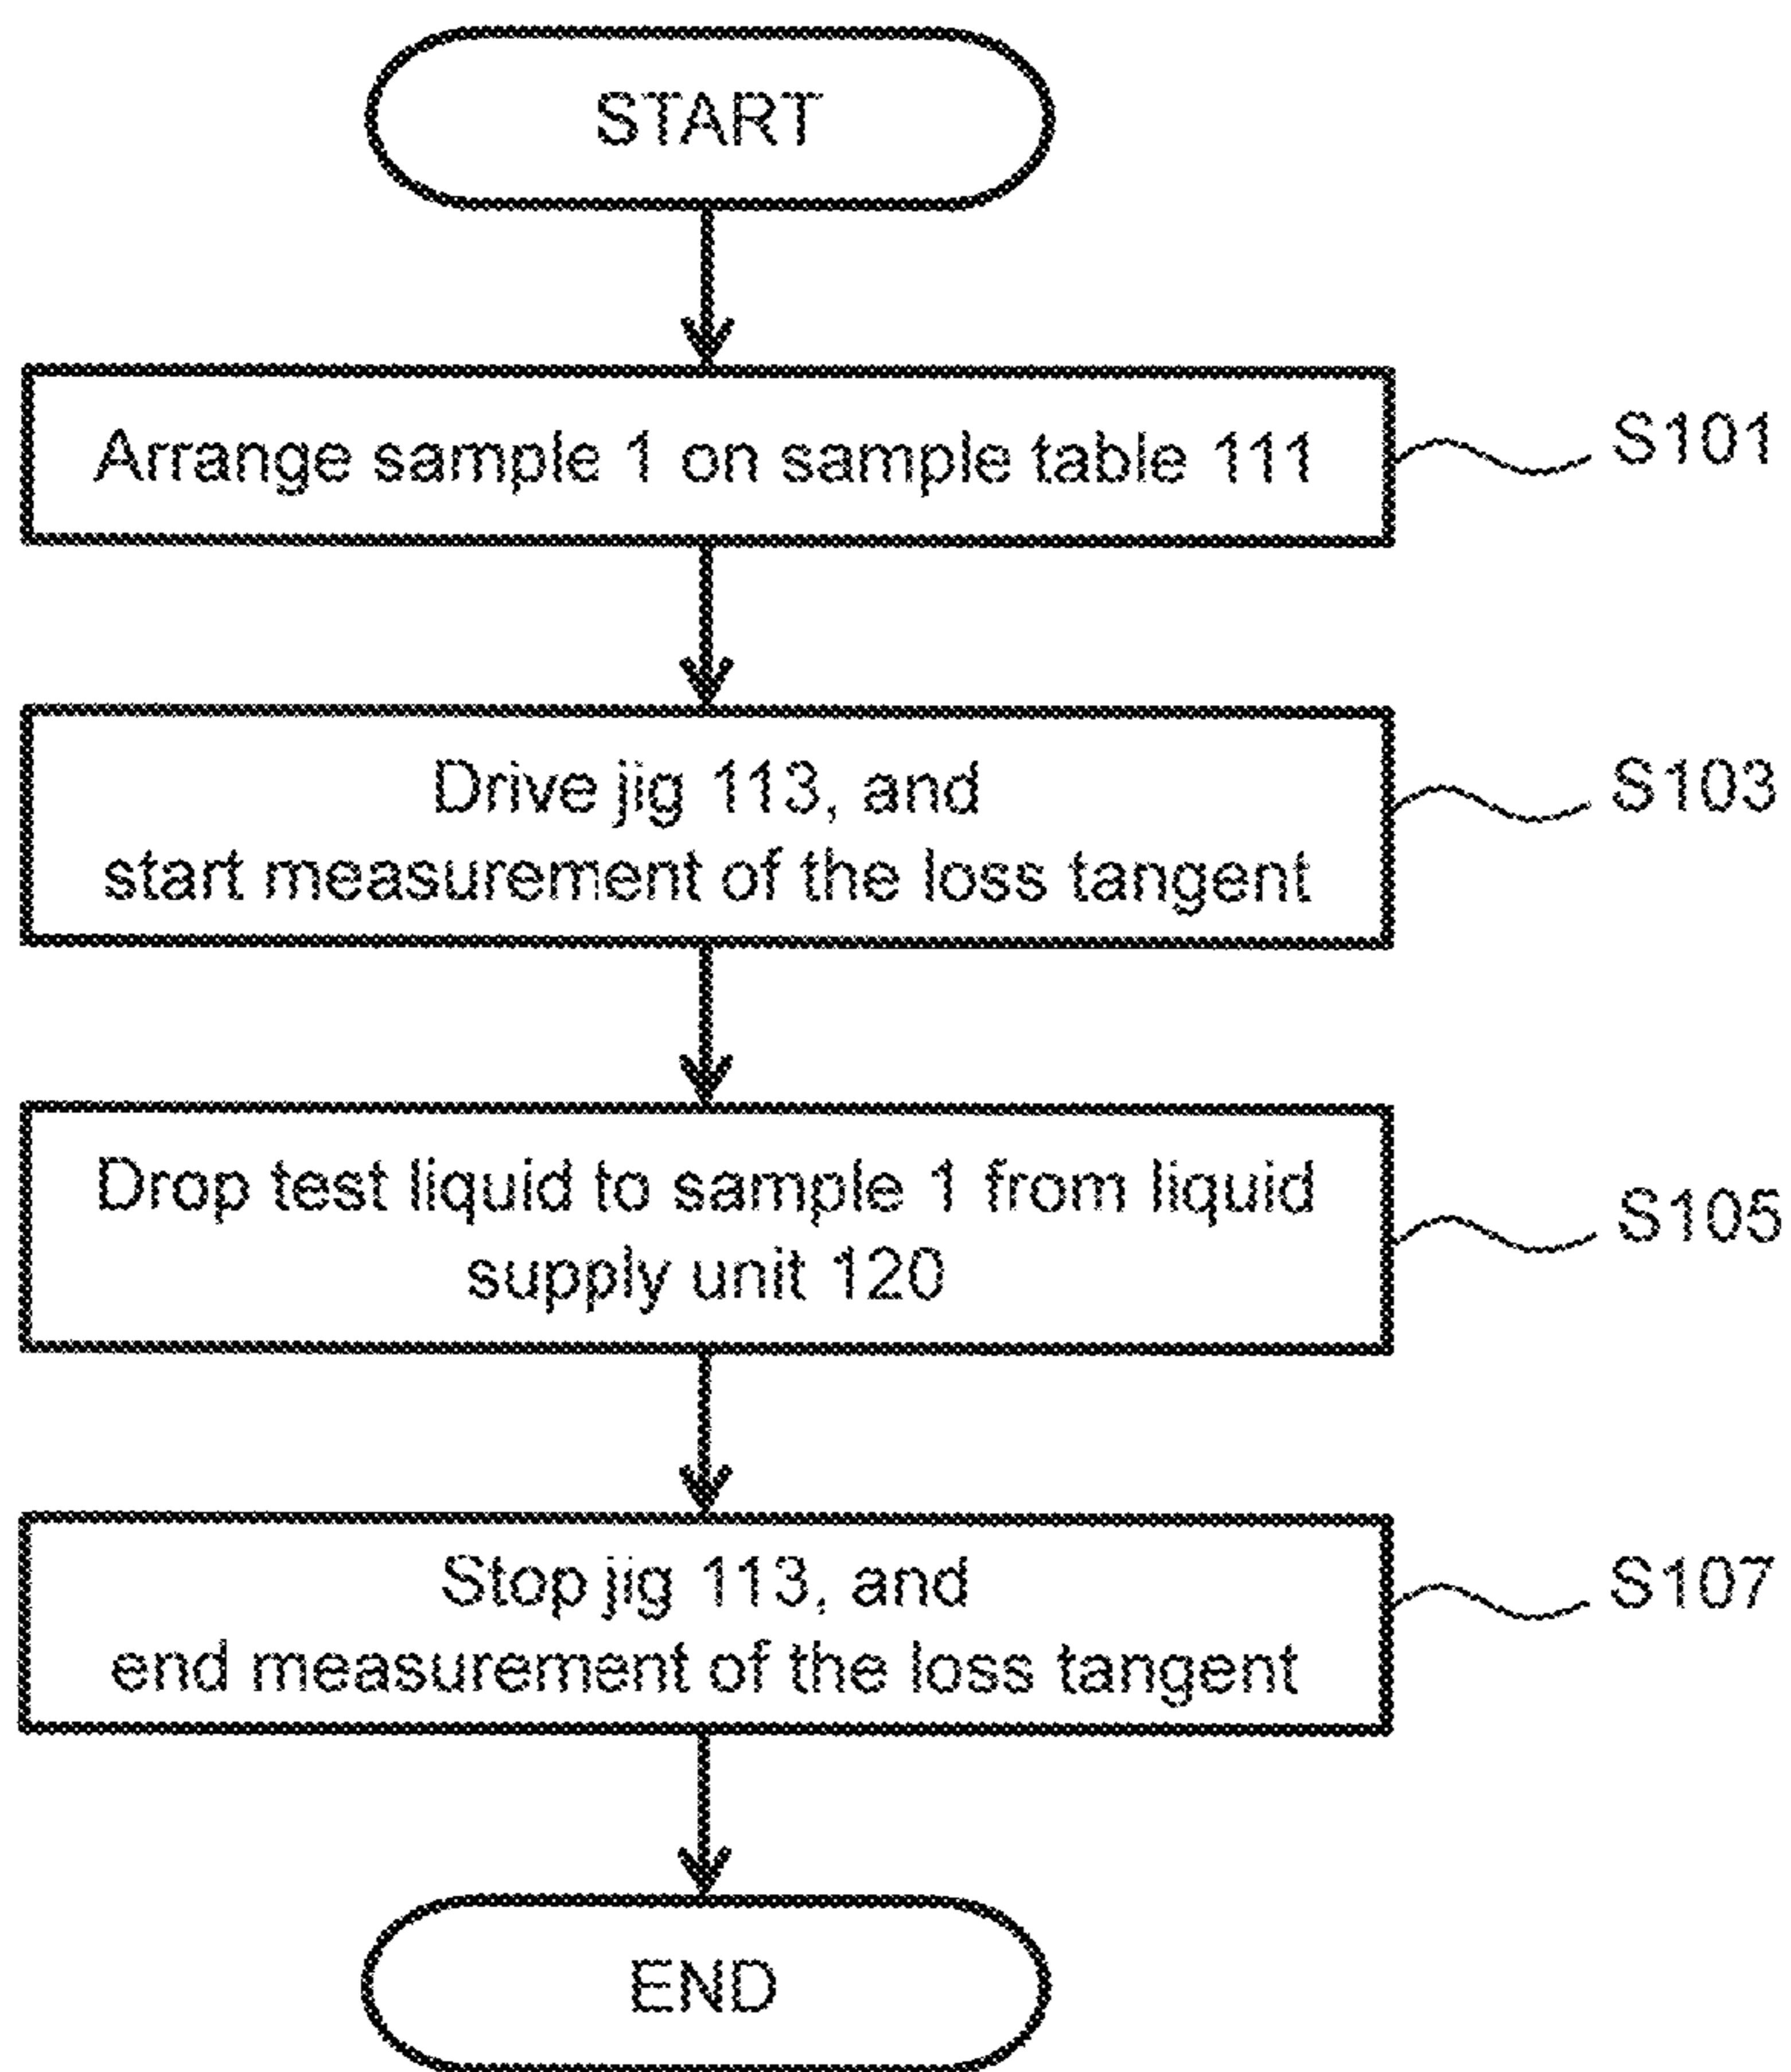 START
Arrange sample 1 on sample table 111
S101
Drive jig 113, and
start measurement of the loss tangent
S103
Drop test liquid to sample 1 from liquid
supply unit 120
S105
Stop jig 113, and
end measurement of the loss tangent
S107
END